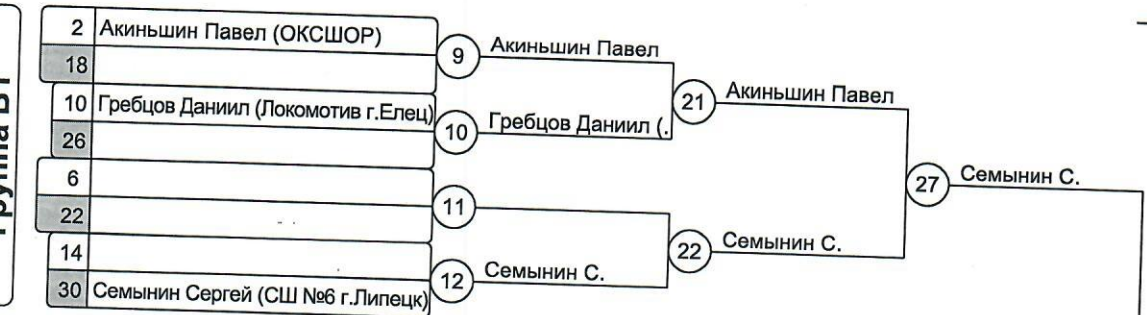 2 Акиньшин Павел (ОКСШОР)
18
9 Акиньшин Павел
10 Гребцов Даниил (Локомотив г.Елец)
26
10 Гребцов Даниил (.
21 Акиньшин Павел
6
22
11
14
30 Семынин Сергей (СШ №6 г.Липецк)
12 Семынин С.
22 Семынин С.
27 Семынин С.